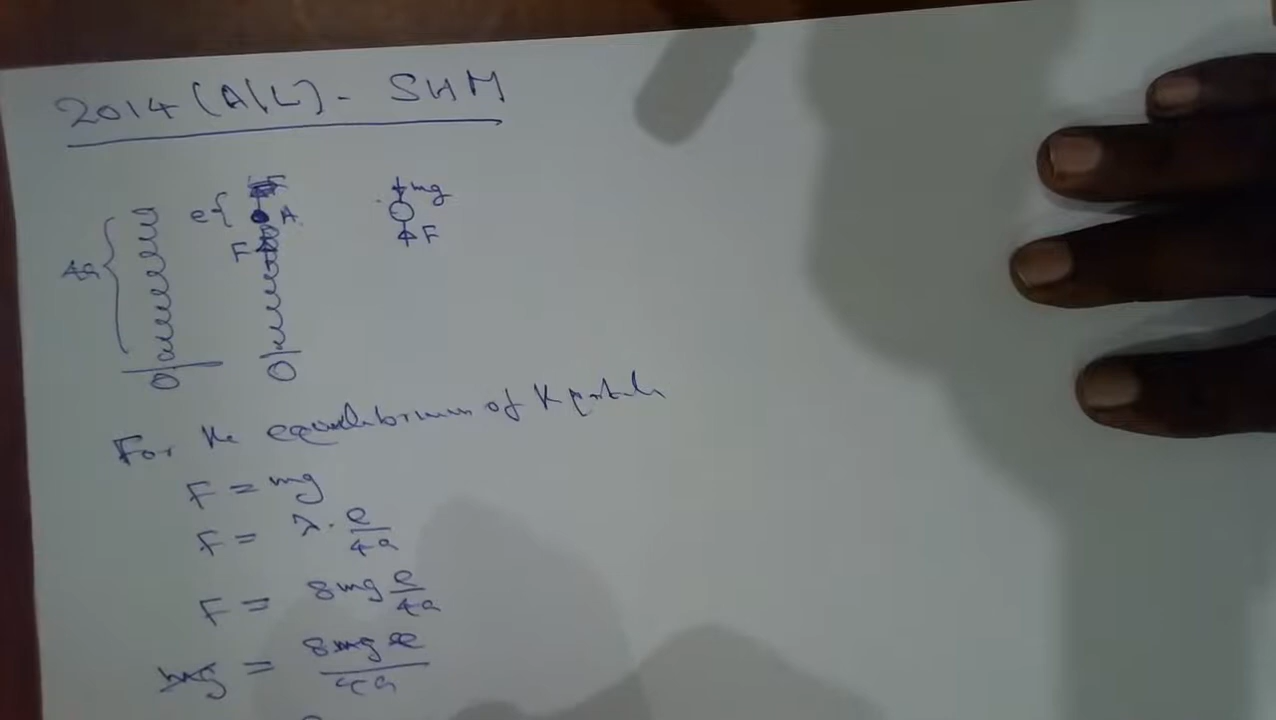 2014 (A/L) - SHM
4a
e{
A
F
O
O
mg
F
For the equilibrium of the particle
F = mg
F = λ . e/4a
F = 8mg e/4a
mg = 8mg e/4a